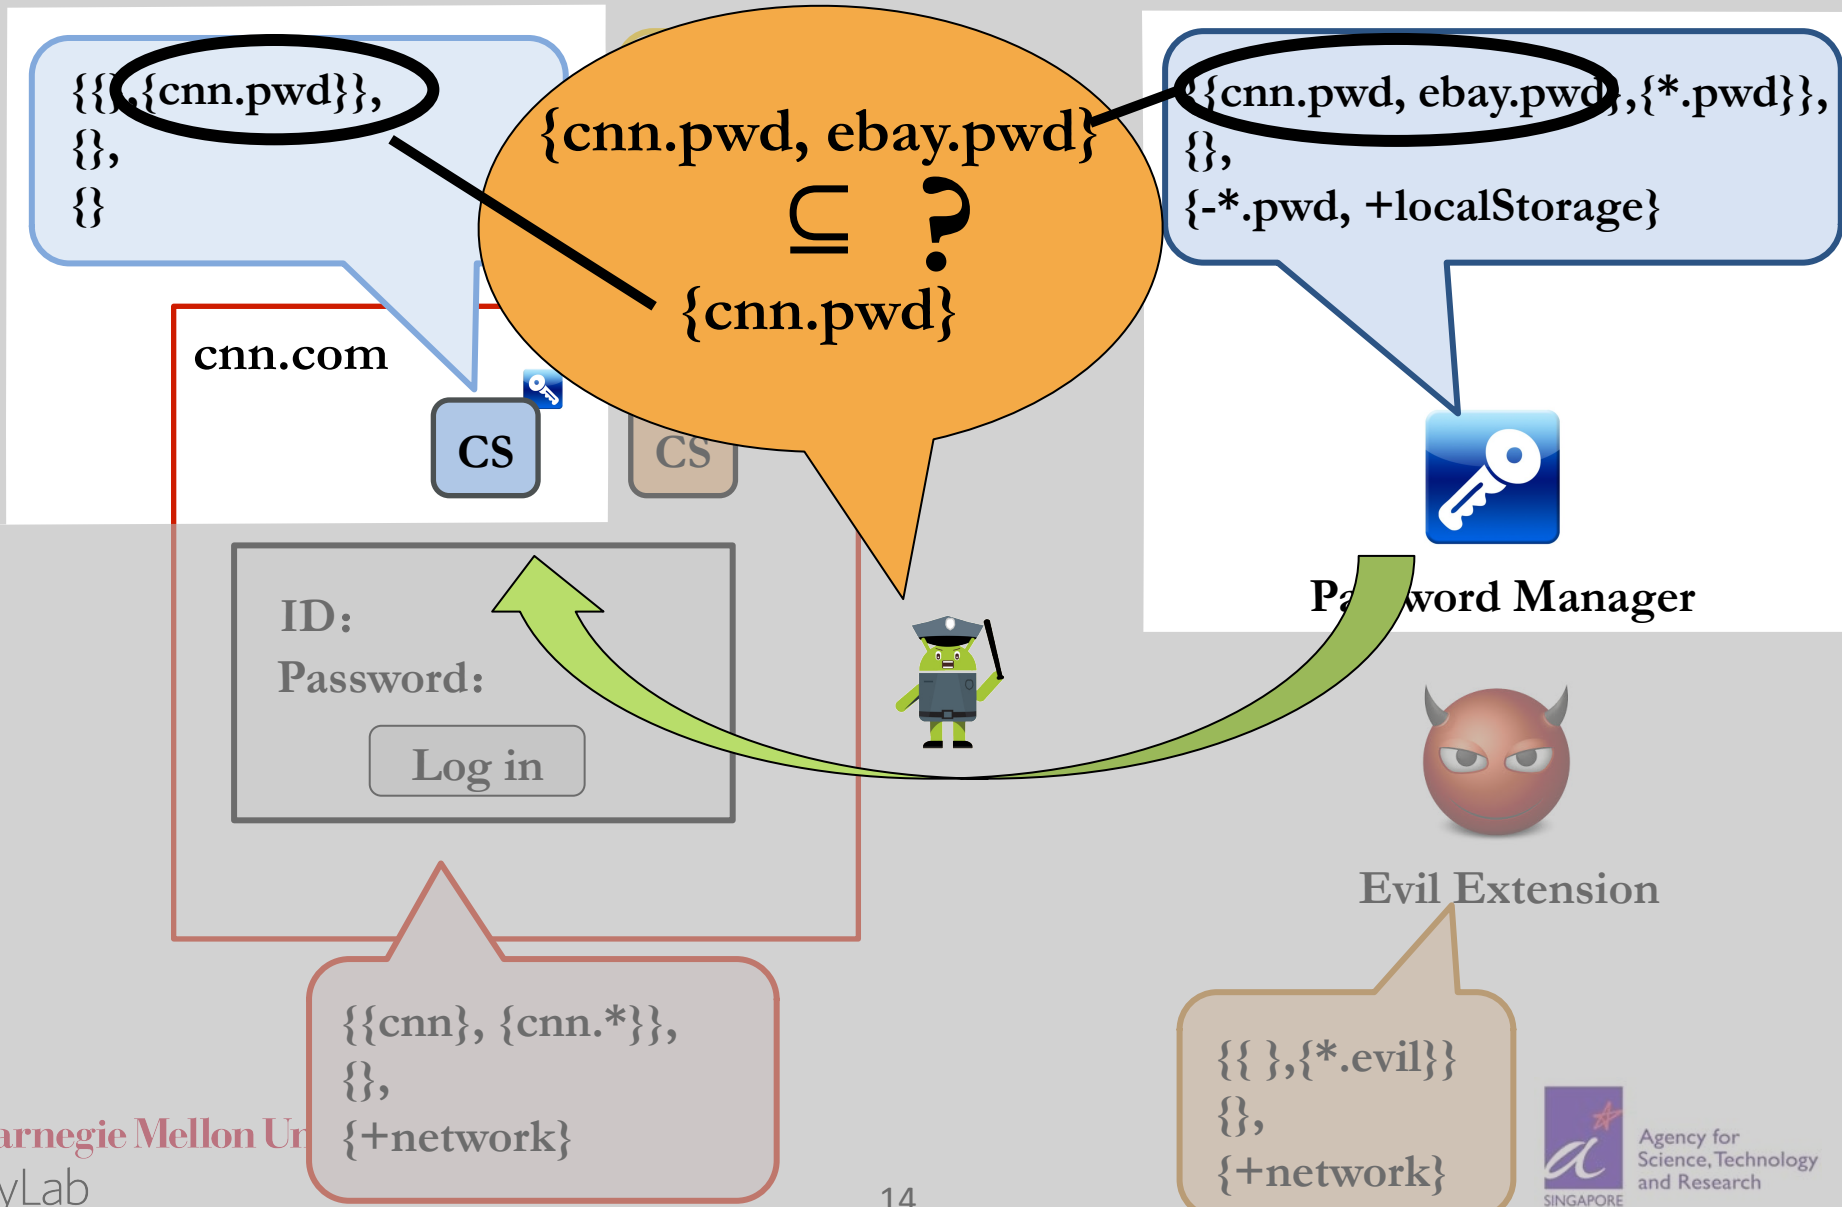 {{},{cnn.pwd}},
{},
{}
{cnn.pwd, ebay.pwd}
⊆ ?
{cnn.pwd}
{{cnn.pwd, ebay.pwd},{*.pwd}},
{},
{-*.pwd, +localStorage}
cnn.com
CS
CS
ID:
Password:
Log in
Password Manager
Evil Extension
{{cnn}, {cnn.*}},
{},
{+network}
{{ },{*.evil}}
{},
{+network}
arnegie Mellon Un
yLab
14
Agency for
Science, Technology
and Research
SINGAPORE